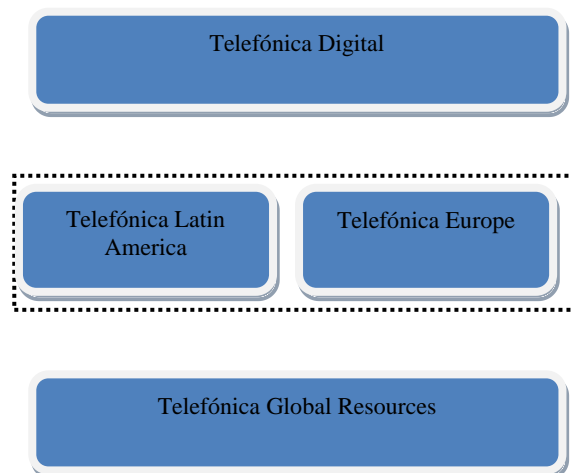 Telefónica Digital
Telefónica Latin
America
Telefónica Europe
Telefónica Global Resources